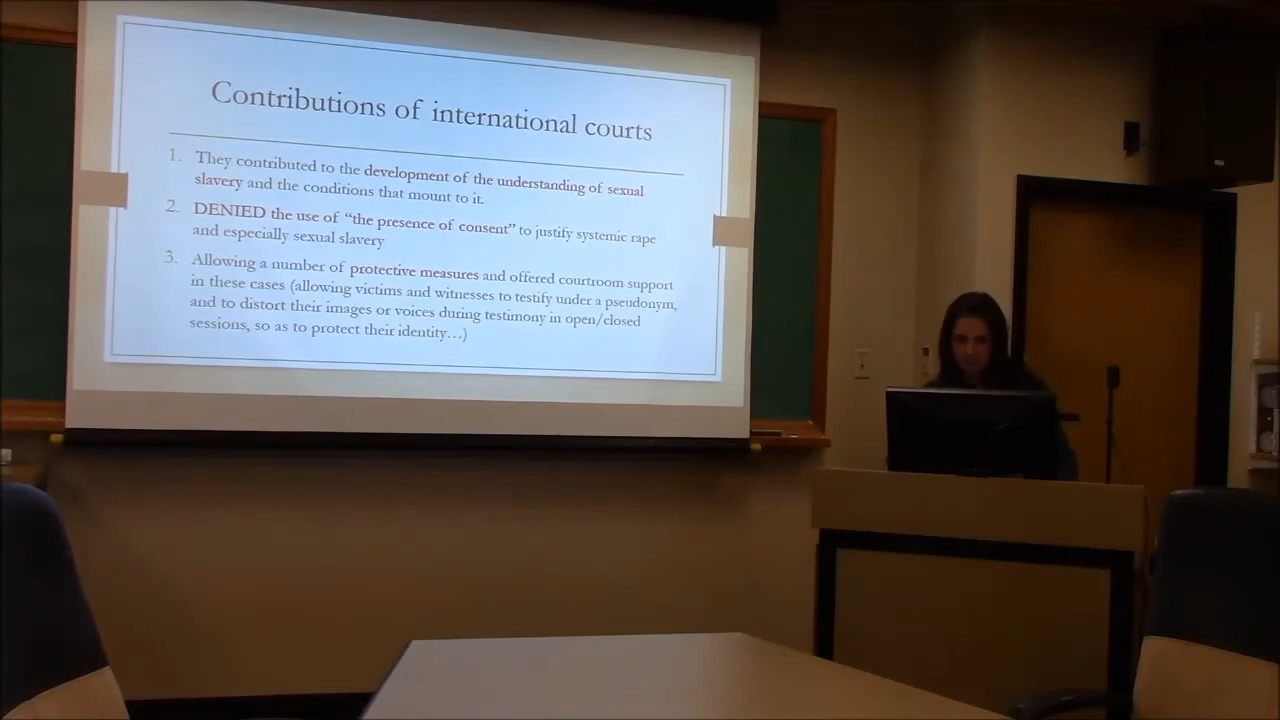 Contributions of international courts
1. They contributed to the development of the understanding of sexual
slavery and the conditions that mount to it.
2. DENIED the use of “the presence of consent” to justify systemic rape
and especially sexual slavery
3. Allowing a number of protective measures and offered courtroom support
in these cases (allowing victims and witnesses to testify under a pseudonym,
and to distort their images or voices during testimony in open/closed
sessions, so as to protect their identity…)